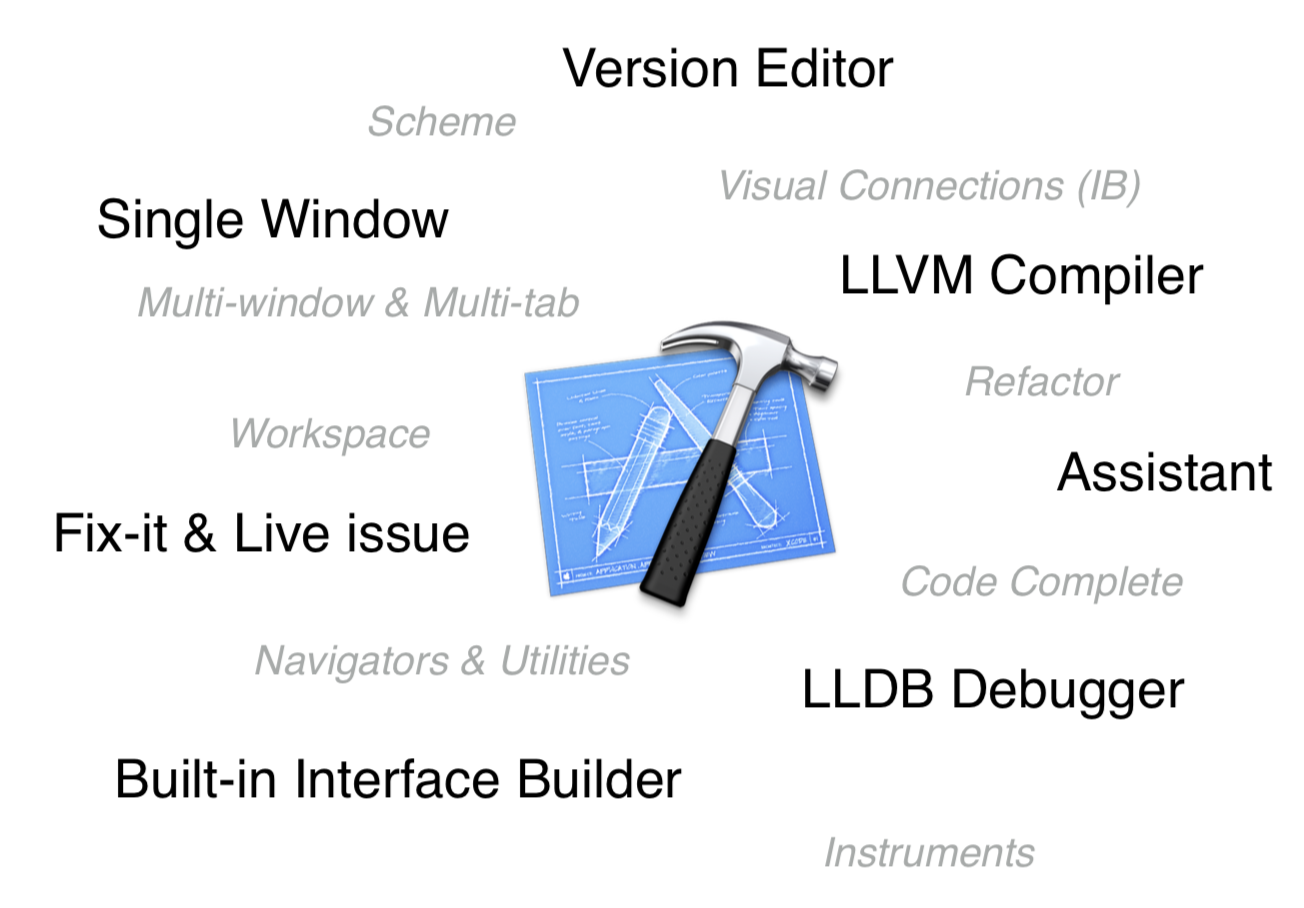 Version Editor
Scheme
Visual Connections (IB)
Single Window
LLVM Compiler
Multi-window & Multi-tab
Refactor
Workspace
Assistant
Fix-it & Live issue
Code Complete
Navigators & Utilities
LLDB Debugger
Built-in Interface Builder
Instruments
XCODE